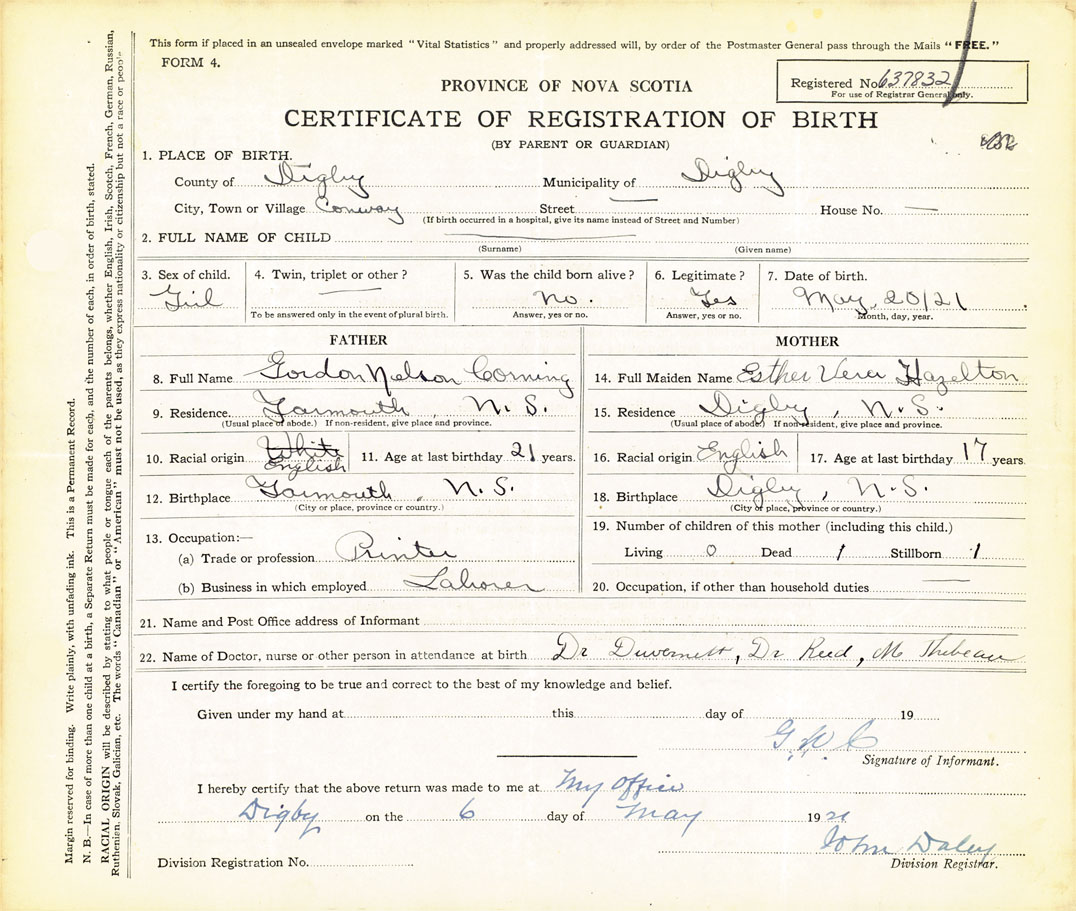 This form if placed in an unsealed envelope marked "Vital Statistics" and properly addressed will, by order of the Postmaster General pass through the Mails "FREE."
FORM 4.
Registered No. 637832
For use of Registrar General only.
PROVINCE OF NOVA SCOTIA
CERTIFICATE OF REGISTRATION OF BIRTH
(BY PARENT OR GUARDIAN)
1. PLACE OF BIRTH.
County of Digby Municipality of Digby
City, Town or Village Conway Street — House No. —
(If birth occurred in a hospital, give its name instead of Street and Number)
2. FULL NAME OF CHILD
(Surname) (Given name)
3. Sex of child. 4. Twin, triplet or other? 5. Was the child born alive? 6. Legitimate? 7. Date of birth.
Girl — No. Yes May 20/21
To be answered only in the event of plural birth. Answer, yes or no. Answer, yes or no. Month, day, year.
FATHER MOTHER
8. Full Name Gordon Nelson Corning 14. Full Maiden Name Esther Vera Hazelton
9. Residence. Yarmouth, N.S. 15. Residence Digby, N.S.
(Usual place of abode.) If non-resident, give place and province. (Usual place of abode.) If non-resident, give place and province.
10. Racial origin White English 11. Age at last birthday 21 years. 16. Racial origin English 17. Age at last birthday 17 years.
12. Birthplace Yarmouth, N.S. 18. Birthplace Digby, N.S.
(City or place, province or country.) (City or place, province or country.)
13. Occupation:— 19. Number of children of this mother (including this child.)
(a) Trade or profession Printer Living 0 Dead 1 Stillborn 1
(b) Business in which employed Laborer 20. Occupation, if other than household duties —
21. Name and Post Office address of Informant
22. Name of Doctor, nurse or other person in attendance at birth Dr Duvernett, Dr Reed, M Thibeau
I certify the foregoing to be true and correct to the best of my knowledge and belief.
Given under my hand at this day of 19
G.W.C
Signature of Informant.
I hereby certify that the above return was made to me at My Office
Digby on the 6 day of May 19 21
John Daley
Division Registration No. Division Registrar.
Margin reserved for binding. Write plainly, with unfading ink. This is a Permanent Record.
N. B.—In case of more than one child at a birth, a Separate Return must be made for each, and the number of each, in order of birth, stated.
RACIAL ORIGIN will be described by stating to what people or tongue each of the parents belongs, whether English, Irish, Scotch, French, German, Russian,
Ruthenian, Slovak, Galician, etc. The words "Canadian" or "American" must not be used, as they express nationality or citizenship but not a race or people.